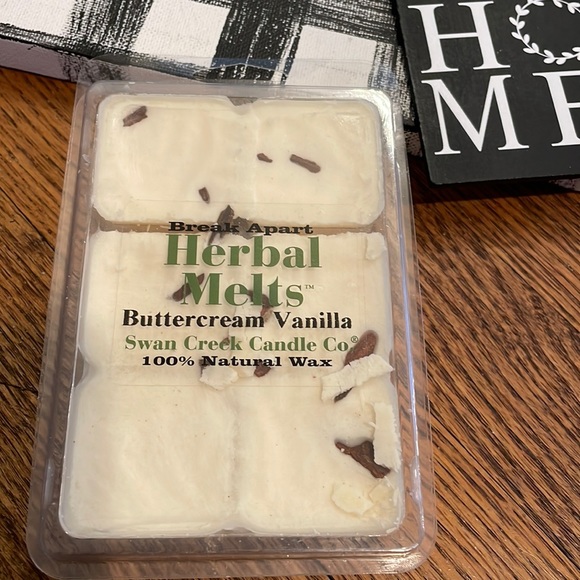 HO
ME
Break Apart
Herbal
Melts™
Buttercream Vanilla
Swan Creek Candle Co.®
100% Natural Wax